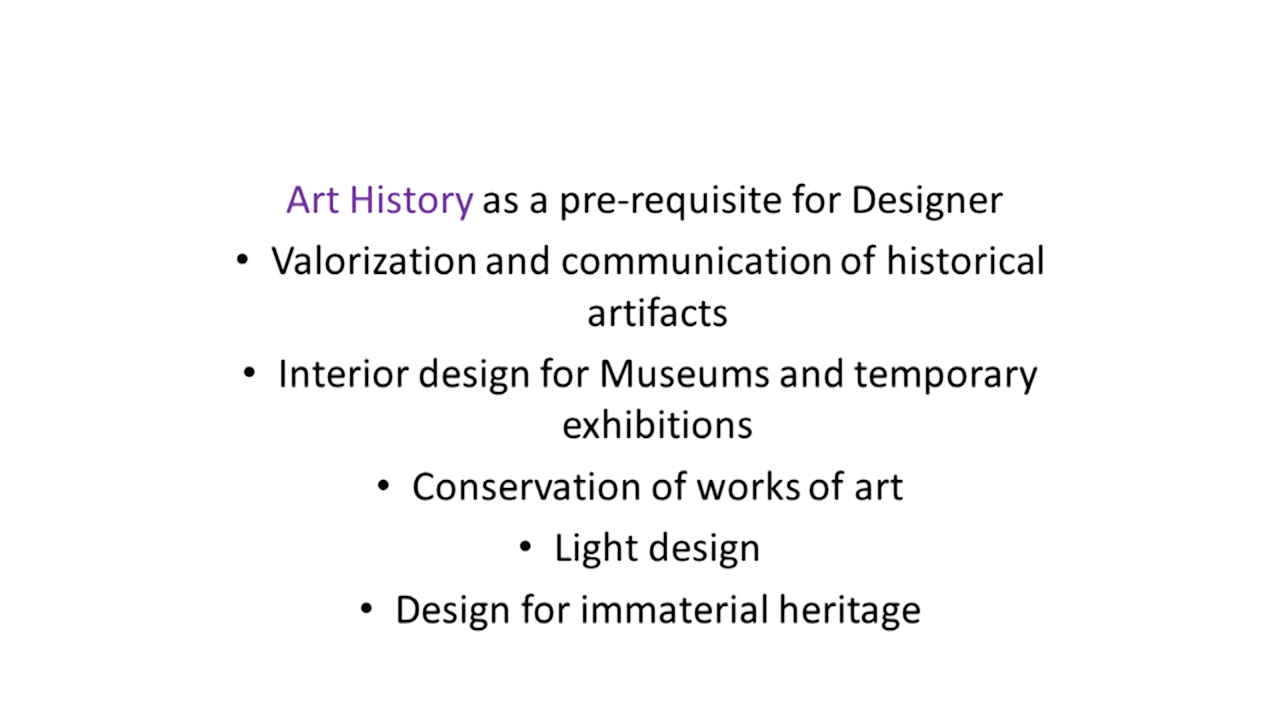 Art History as a pre-requisite for Designer
• Valorization and communication of historical
artifacts
• Interior design for Museums and temporary
exhibitions
• Conservation of works of art
• Light design
• Design for immaterial heritage